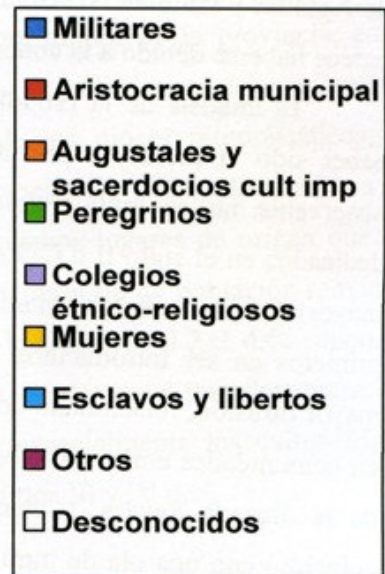 Militares
Aristocracia municipal
Augustales y
sacerdocios cult imp
Peregrinos
Colegios
étnico-religiosos
Mujeres
Esclavos y libertos
Otros
Desconocidos